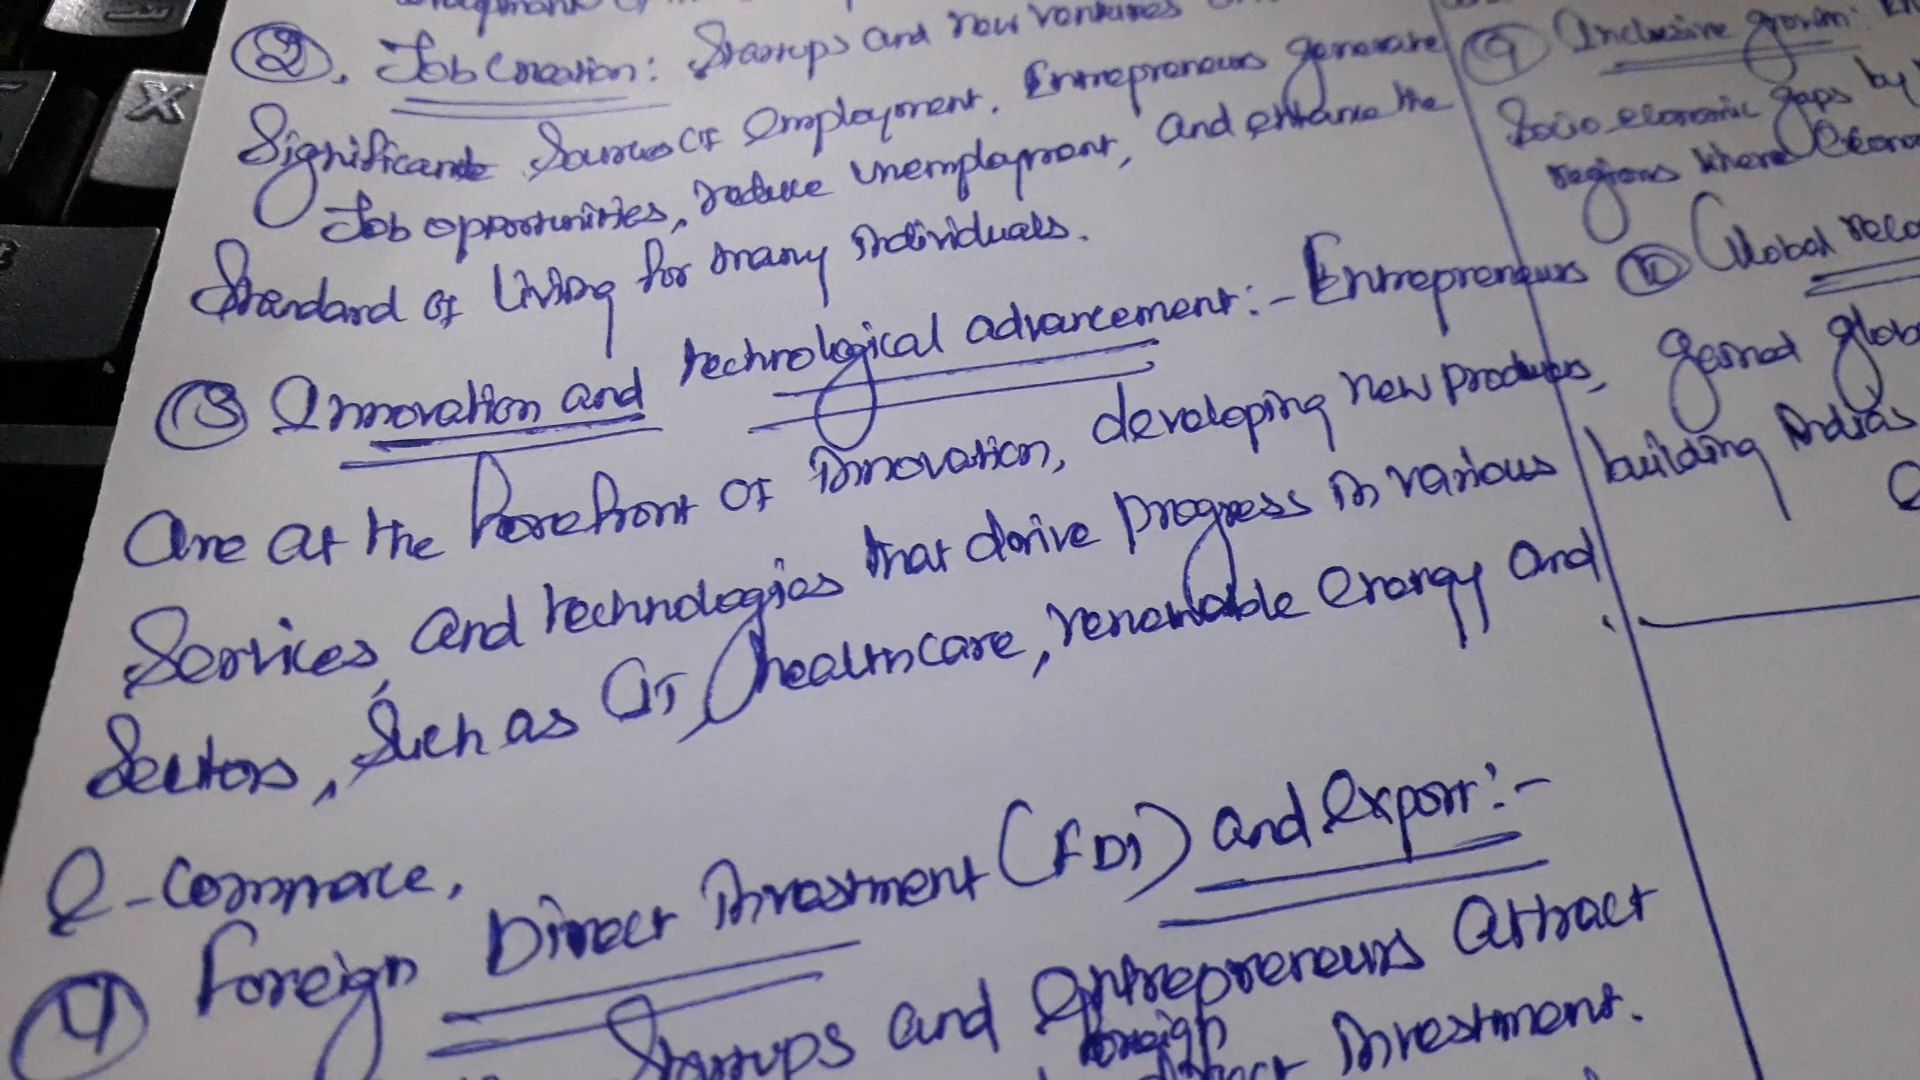 ②. Job Creation: Startups and new ventures
Significant Sources of employment. Entrepreneurs generate
Job opportunities, reduce unemployment, and enhance the
Standard of Living for many individuals.
③ Innovation and technological advancement:- Entrepreneurs
are at the forefront of innovation, developing new products,
Services, and technologies that drive progress in various
Sectors, Such as IT, healthcare, renewable energy and
E-commerce.
④ Foreign Direct Investment (FDI) and Export:-
Startups and entrepreneurs attract
foreign
Investment.
⑨ Inclusive growth:
Socio-economic gaps by
regions where
⑩ Global
gained
building India's